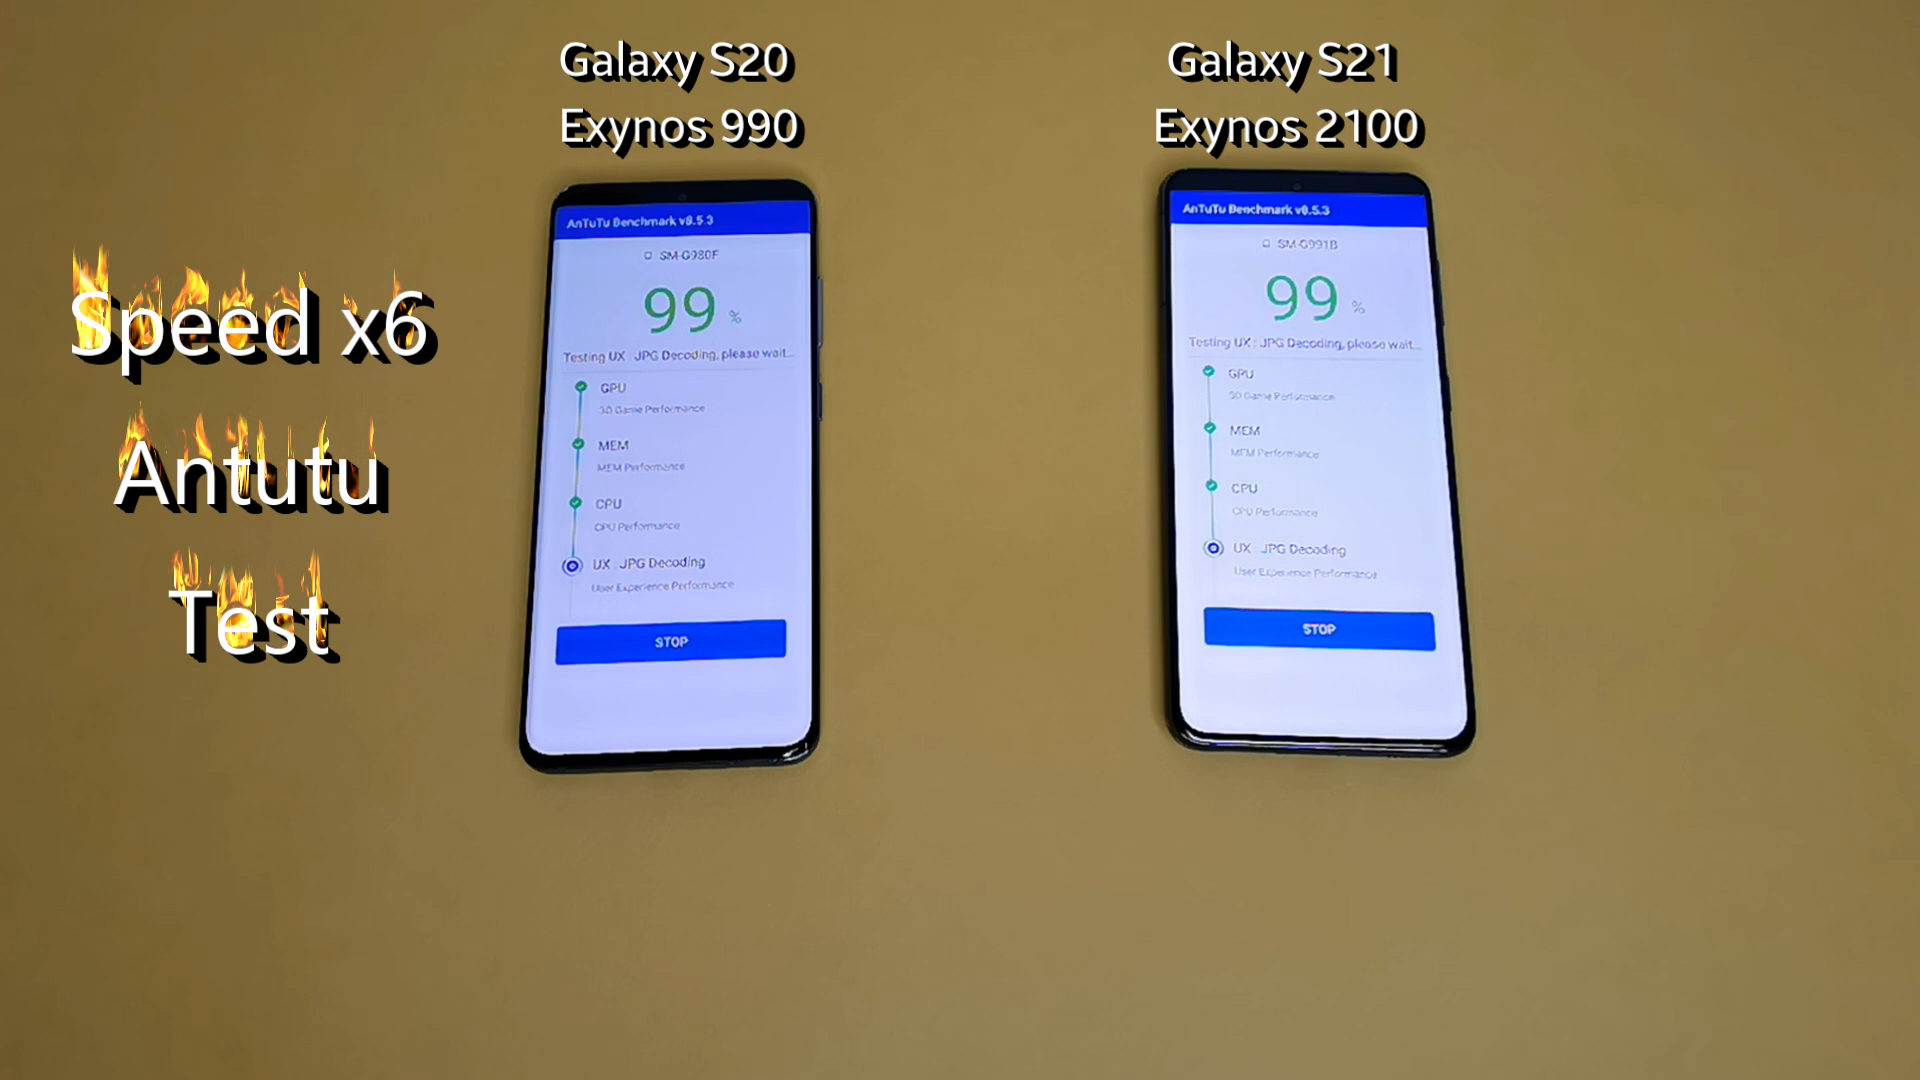 Galaxy S20
Exynos 990
Galaxy S21
Exynos 2100
Speed x6
Antutu
Test
AnTuTu Benchmark v8.5.3
SM-G980F
99 %
Testing UX : JPG Decoding, please wait...
GPU
3D Game Performance
MEM
MEM Performance
CPU
CPU Performance
UX : JPG Decoding
User Experience Performance
STOP
AnTuTu Benchmark v8.5.3
SM-G991B
99 %
Testing UX : JPG Decoding, please wait...
GPU
3D Game Performance
MEM
MEM Performance
CPU
CPU Performance
UX : JPG Decoding
User Experience Performance
STOP